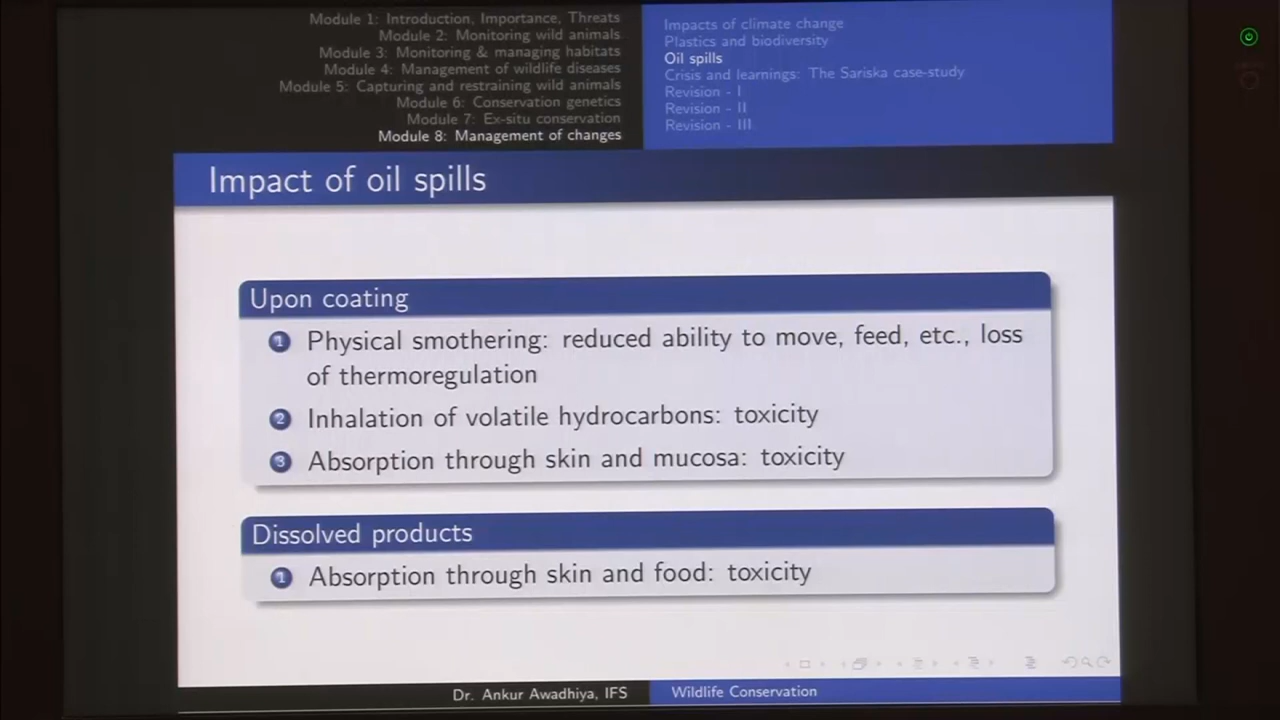 Module 1: Introduction, Importance, Threats
Module 2: Monitoring wild animals
Module 3: Monitoring & managing habitats
Module 4: Management of wildlife diseases
Module 5: Capturing and restraining wild animals
Module 6: Conservation genetics
Module 7: Ex-situ conservation
Module 8: Management of changes
Impacts of climate change
Plastics and biodiversity
Oil spills
Crisis and learnings: The Sariska case-study
Revision - I
Revision - II
Revision - III
Impact of oil spills
Upon coating
1 Physical smothering: reduced ability to move, feed, etc., loss
of thermoregulation
2 Inhalation of volatile hydrocarbons: toxicity
3 Absorption through skin and mucosa: toxicity
Dissolved products
1 Absorption through skin and food: toxicity
Dr. Ankur Awadhiya, IFS
Wildlife Conservation